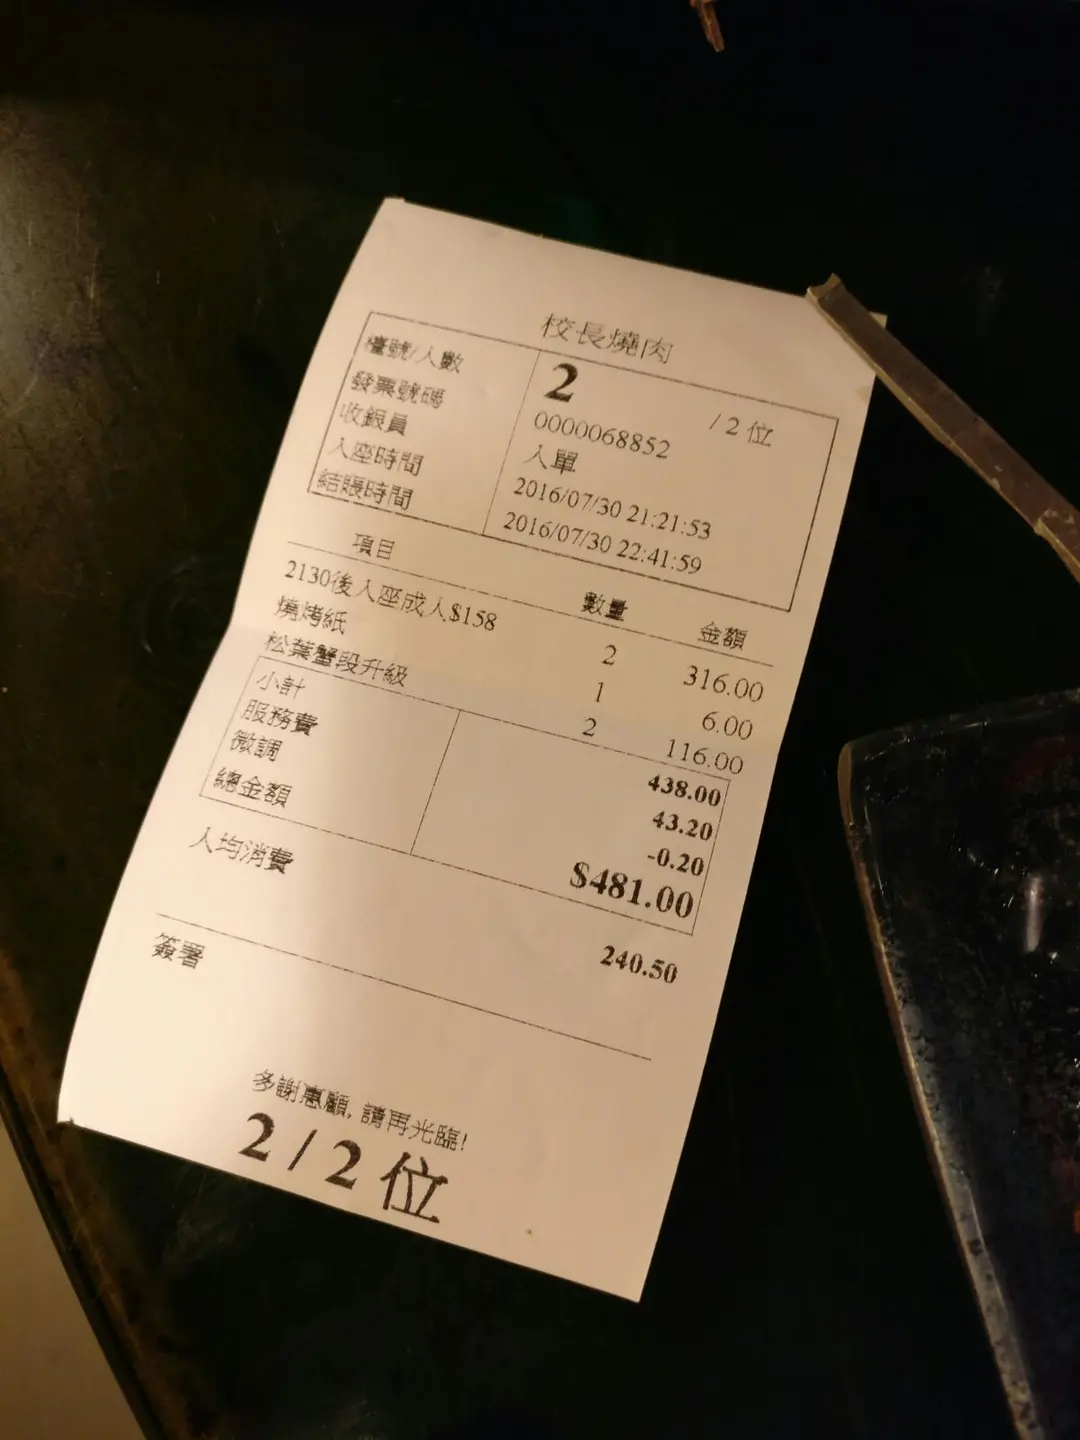 校長燒肉
檯號/人數 2 /2 位
發票號碼 0000068852
收銀員 入單
入座時間 2016/07/30 21:21:53
結賬時間 2016/07/30 22:41:59
項目 數量 金額
2130後入座成人$158 2 316.00
燒烤紙 1 6.00
松葉蟹段升級 2 116.00
小計 438.00
服務費 43.20
微調 -0.20
總金額 $481.00
人均消費 240.50
簽署
多謝惠顧, 請再光臨!
2 / 2 位